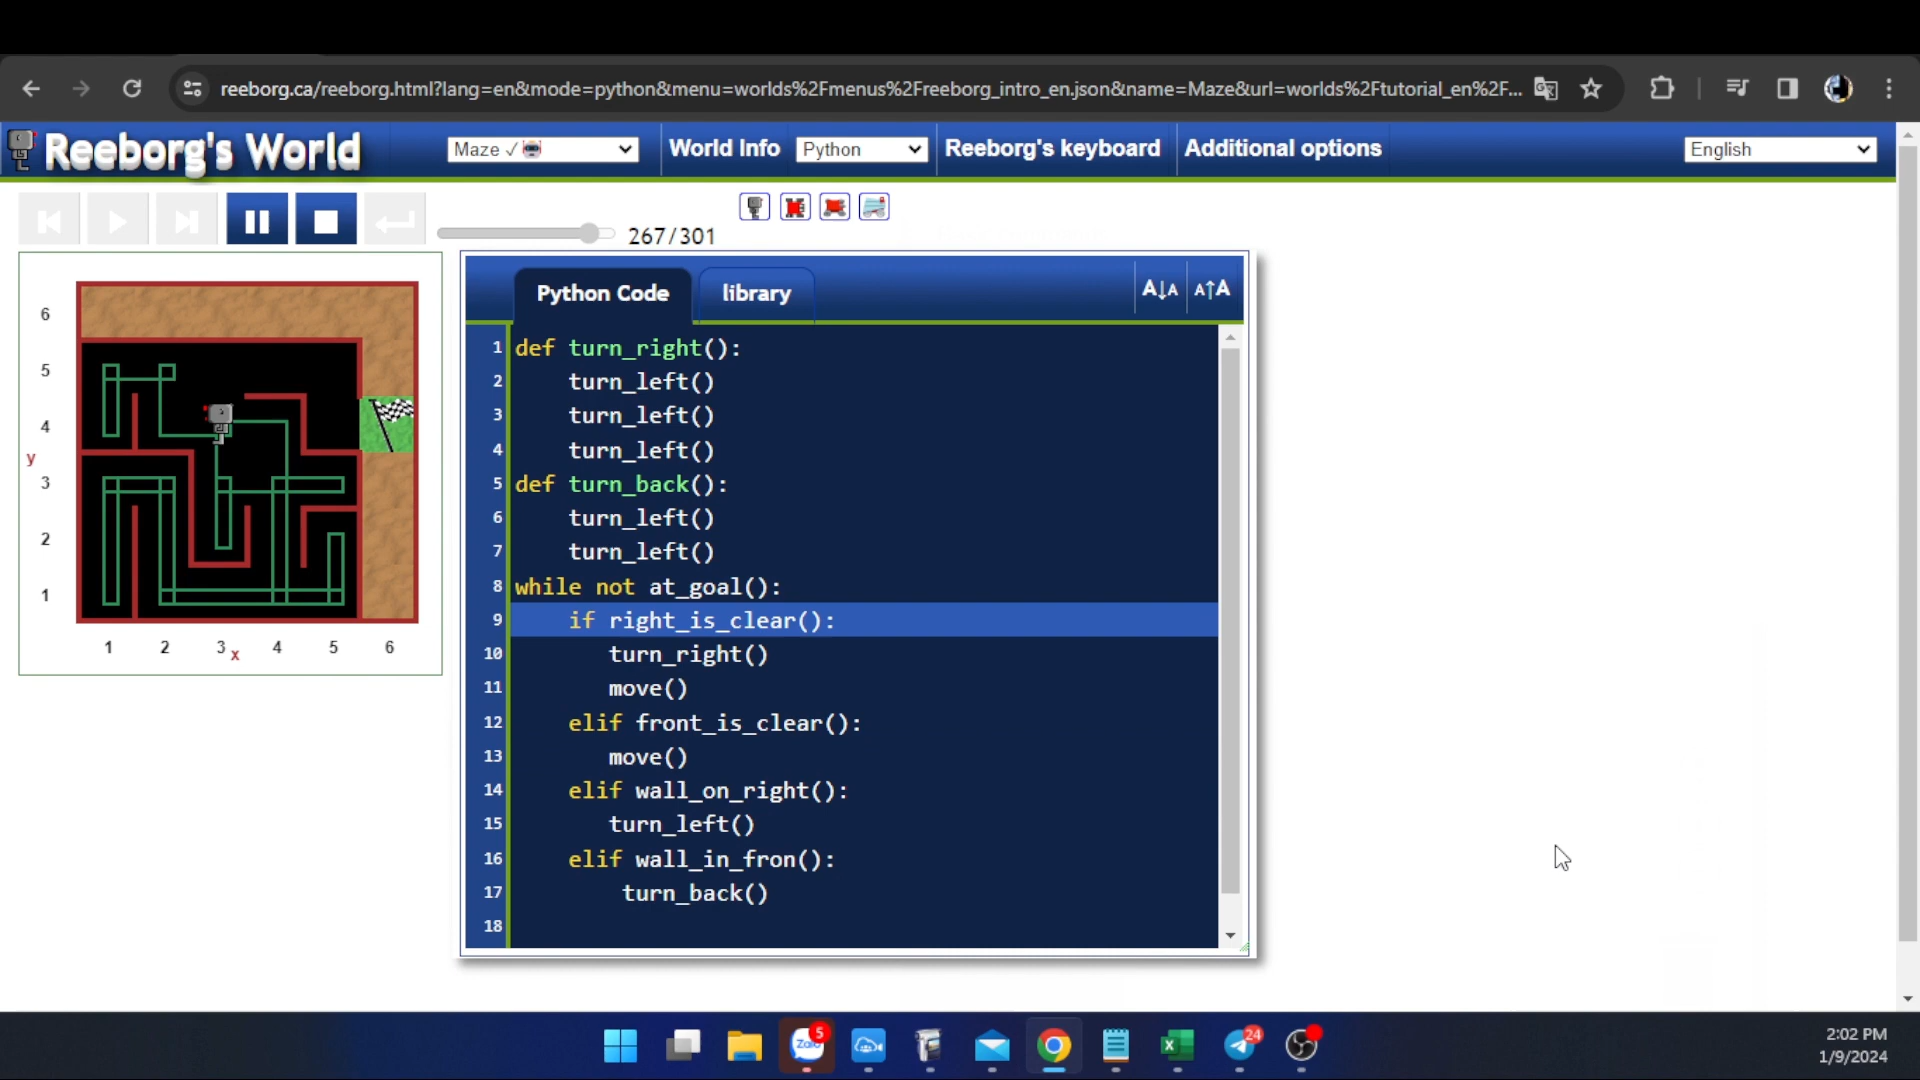 reeborg.ca/reeborg.html?lang=en&mode=python&menu=worlds%2Fmenus%2Freeborg_intro_en.json&name=Maze&url=worlds%2Ftutorial_en%2F...
Reeborg's World
Maze ✓
World Info
Python
Reeborg's keyboard
Additional options
English
267/301
Python Code
library
A↓A
A↑A
1 def turn_right():
2 turn_left()
3 turn_left()
4 turn_left()
5 def turn_back():
6 turn_left()
7 turn_left()
8 while not at_goal():
9 if right_is_clear():
10 turn_right()
11 move()
12 elif front_is_clear():
13 move()
14 elif wall_on_right():
15 turn_left()
16 elif wall_in_fron():
17 turn_back()
18
6
5
4
y
3
2
1
1 2 3 x 4 5 6
Zalo
5
24
2:02 PM
1/9/2024